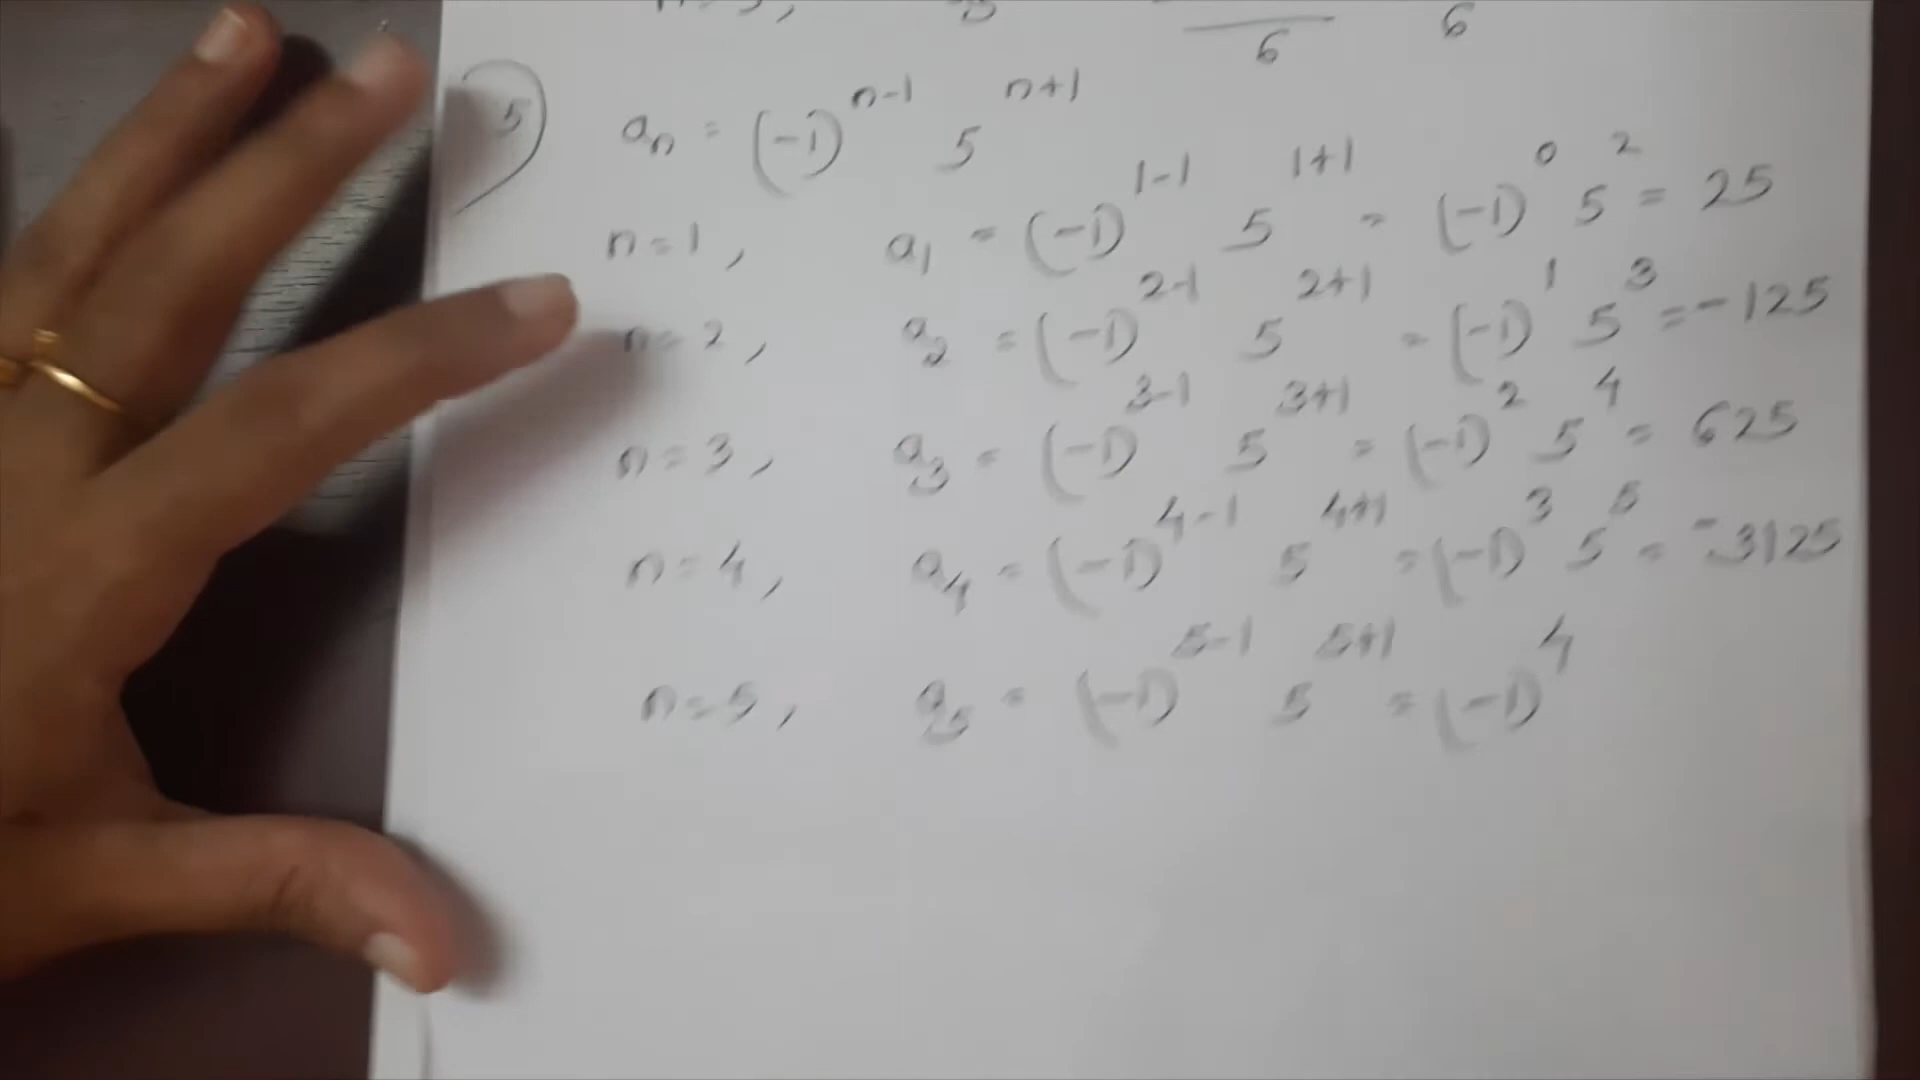 6 6
5) aₙ = (-1)ⁿ⁻¹ 5ⁿ⁺¹
n=1, a₁ = (-1)¹⁻¹ 5¹⁺¹ = (-1)⁰ 5² = 25
n=2, a₂ = (-1)²⁻¹ 5²⁺¹ = (-1)¹ 5³ = -125
n=3, a₃ = (-1)³⁻¹ 5³⁺¹ = (-1)² 5⁴ = 625
n=4, a₄ = (-1)⁴⁻¹ 5⁴⁺¹ = (-1)³ 5⁵ = -3125
n=5, a₅ = (-1)⁵⁻¹ 5⁵⁺¹ = (-1)⁴